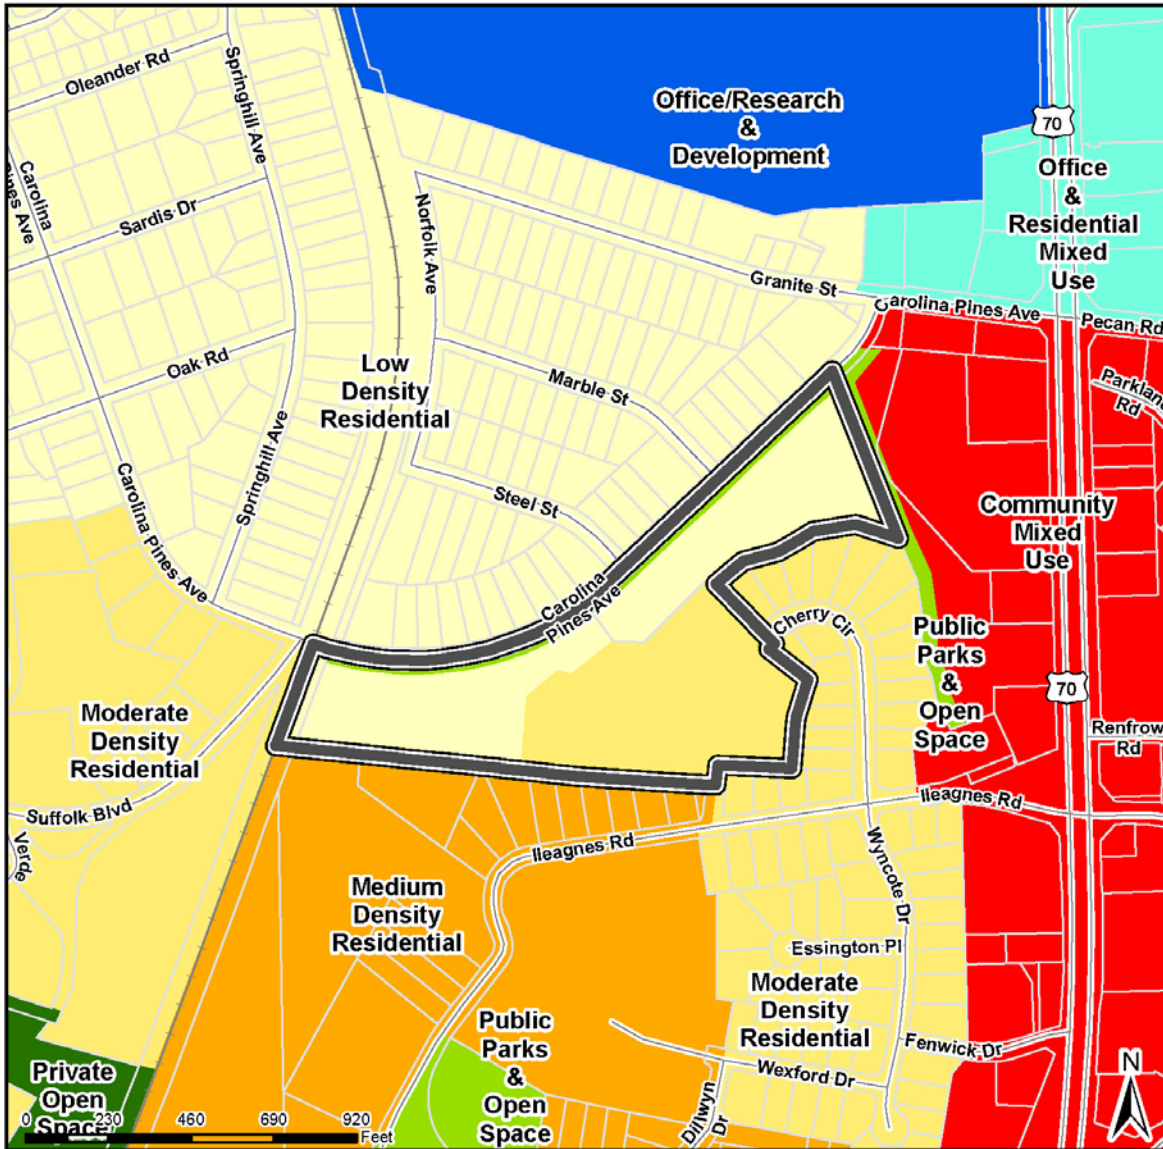 Oleander Rd
Springhill Ave
Office/Research
&
Development
70
Office
&
Residential
Mixed
Use
Carolina
Pines Ave
Sardis Dr
Norfolk Ave
Granite St
Carolina Pines Ave
Pecan Rd
Oak Rd
Low
Density
Residential
Marble St
Springhill Ave
Steel St
Carolina Pines Ave
Community
Mixed
Use
Rd
Carolina
Pines Ave
Cherry Cir
Public
Parks
&
Open
Space
70
Renfrow
Rd
Moderate
Density
Residential
Suffolk Blvd
Verde
Ileagnes Rd
Ileagnes Rd
Wyncote Dr
Medium
Density
Residential
Essington Pl
Moderate
Density
Residential
Fenwick Dr
Wexford Dr
Dillwyn
Dr
Public
Parks
&
Open
Space
Private
Open
Space
0 230 460 690 920
Feet
N